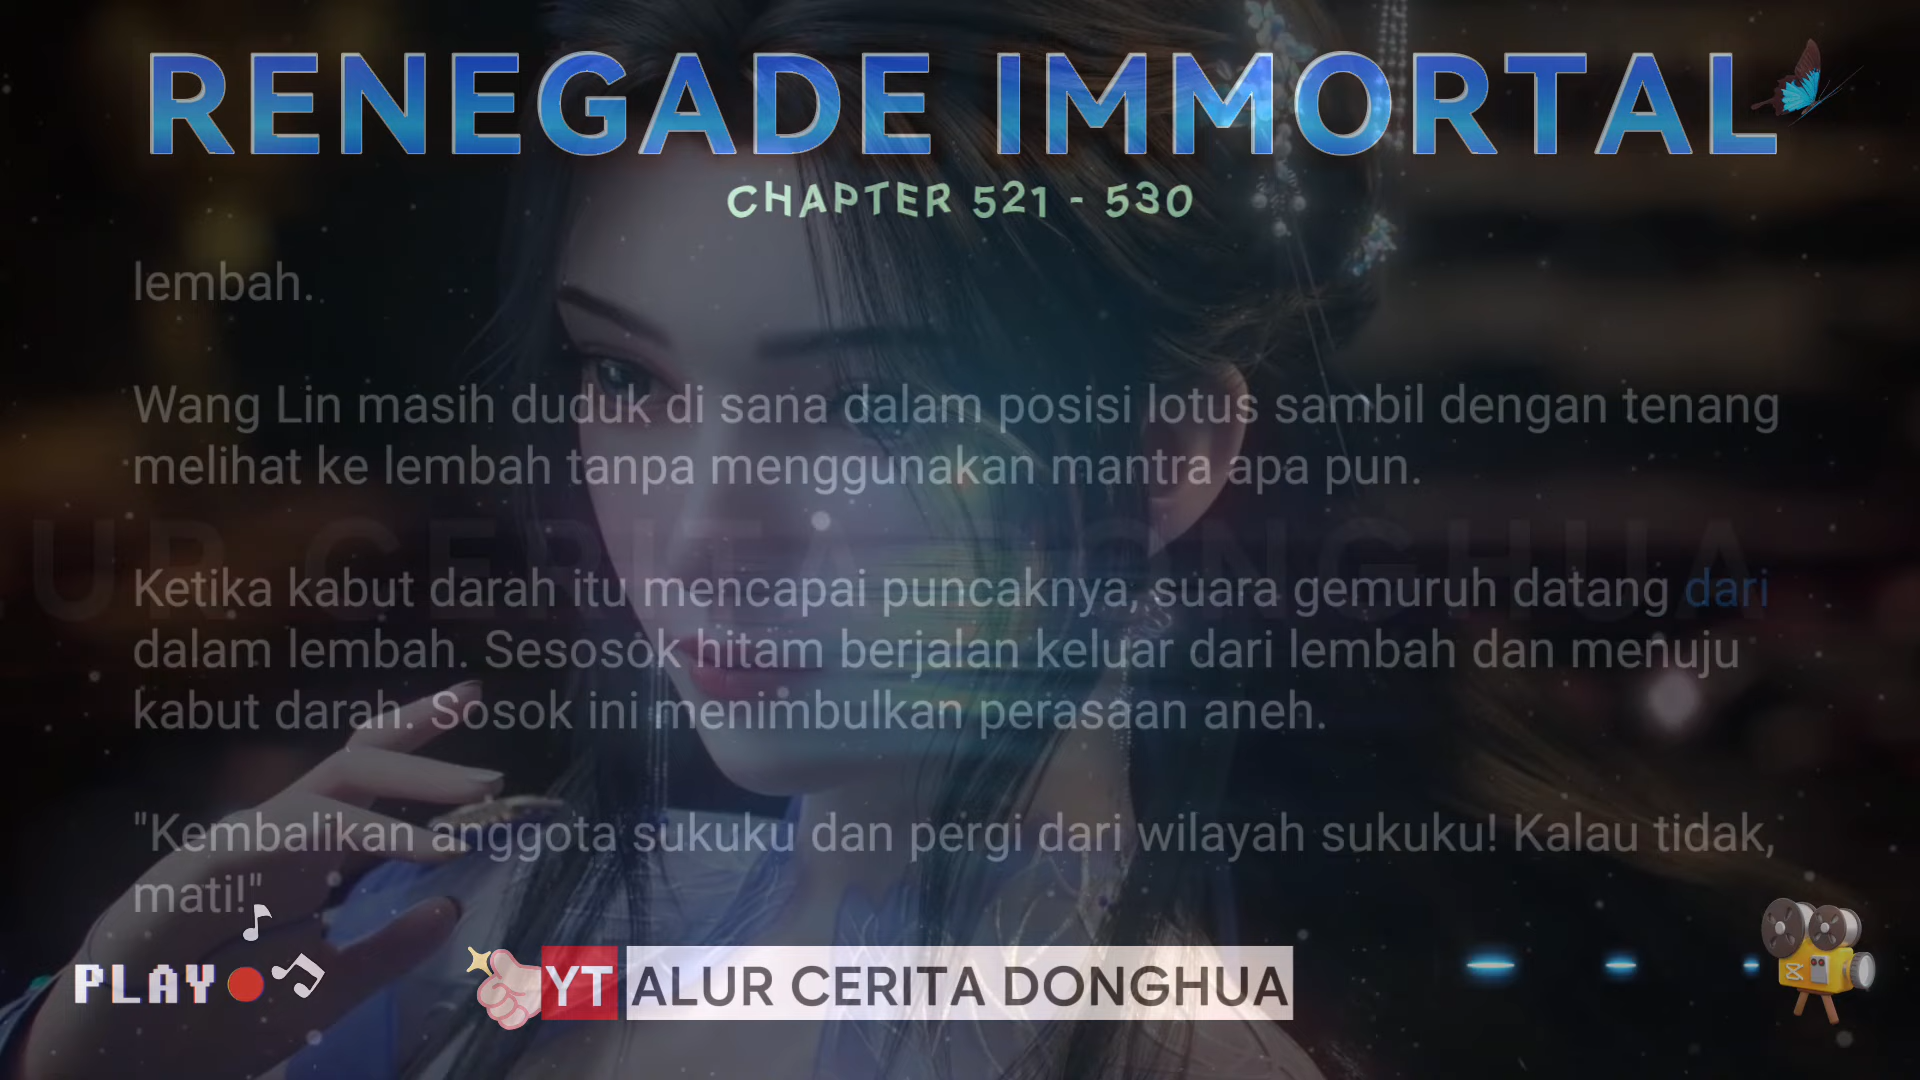 RENEGADE IMMORTAL
CHAPTER 521 - 530
lembah.
Wang Lin masih duduk di sana dalam posisi lotus sambil dengan tenang
melihat ke lembah tanpa menggunakan mantra apa pun.
UR CERITA DONGHUA
Ketika kabut darah itu mencapai puncaknya, suara gemuruh datang dari
dalam lembah. Sesosok hitam berjalan keluar dari lembah dan menuju
kabut darah. Sosok ini menimbulkan perasaan aneh.
"Kembalikan anggota sukuku dan pergi dari wilayah sukuku! Kalau tidak,
mati!"
PLAY
YT ALUR CERITA DONGHUA